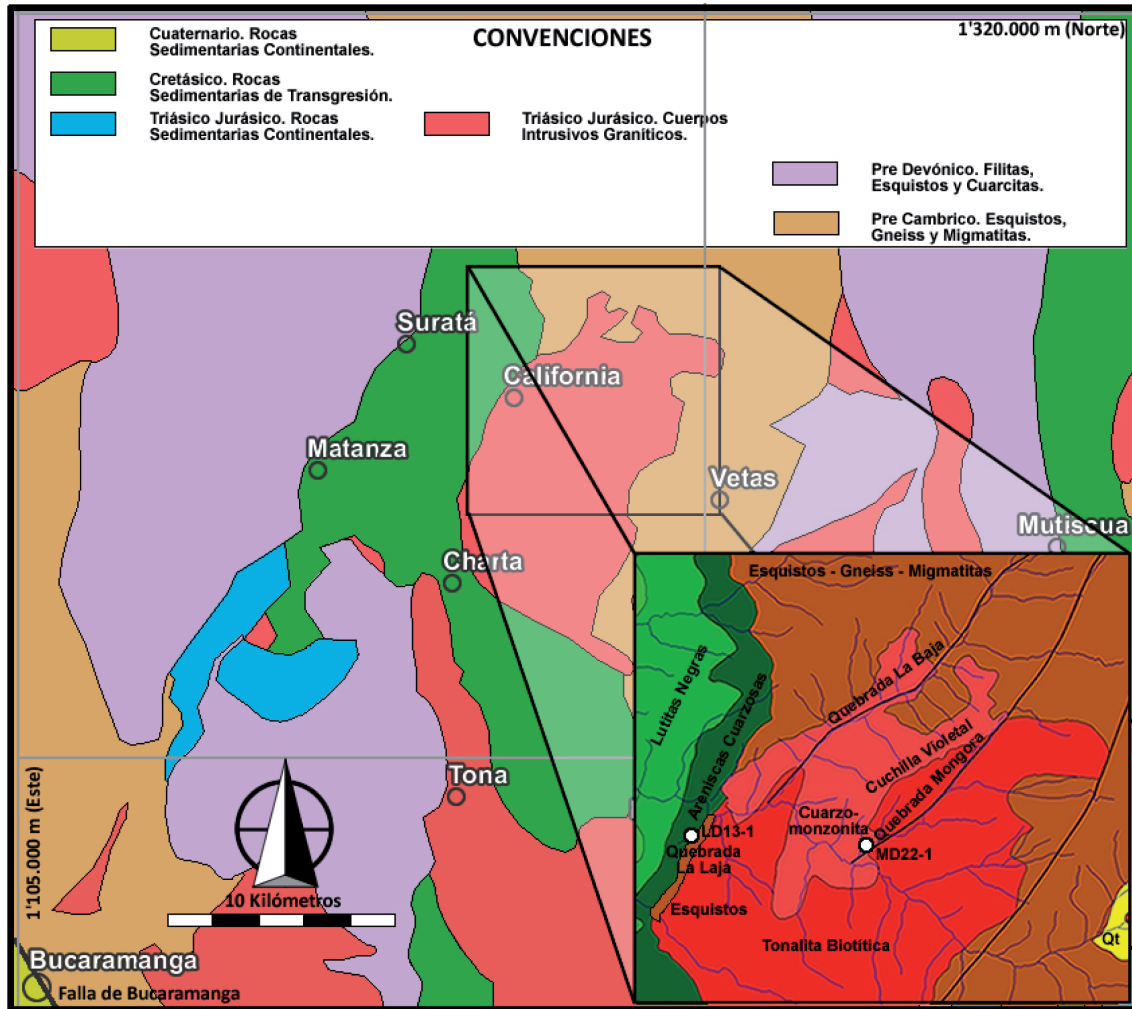 CONVENCIONES
1'320.000 m (Norte)
Cuaternario. Rocas
Sedimentarias Continentales.
Cretásico. Rocas
Sedimentarias de Transgresión.
Triásico Jurásico. Rocas
Sedimentarias Continentales.
Triásico Jurásico. Cuerpos
Intrusivos Graníticos.
Pre Devónico. Filitas,
Esquistos y Cuarcitas.
Pre Cambrico. Esquistos,
Gneiss y Migmatitas.
Suratá
California
Matanza
Vetas
Mutiscua
Charta
Tona
1'105.000 m (Este)
10 Kilómetros
Bucaramanga
Falla de Bucaramanga
Esquistos - Gneiss - Migmatitas
Lutitas Negras
Areniscas Cuarzosas
Quebrada La Baja
Cuchilla Violetal
Quebrada Mongora
Cuarzo-
monzonita
LD13-1
Quebrada
La Laja
MD22-1
Esquistos
Tonalita Biotítica
Qt